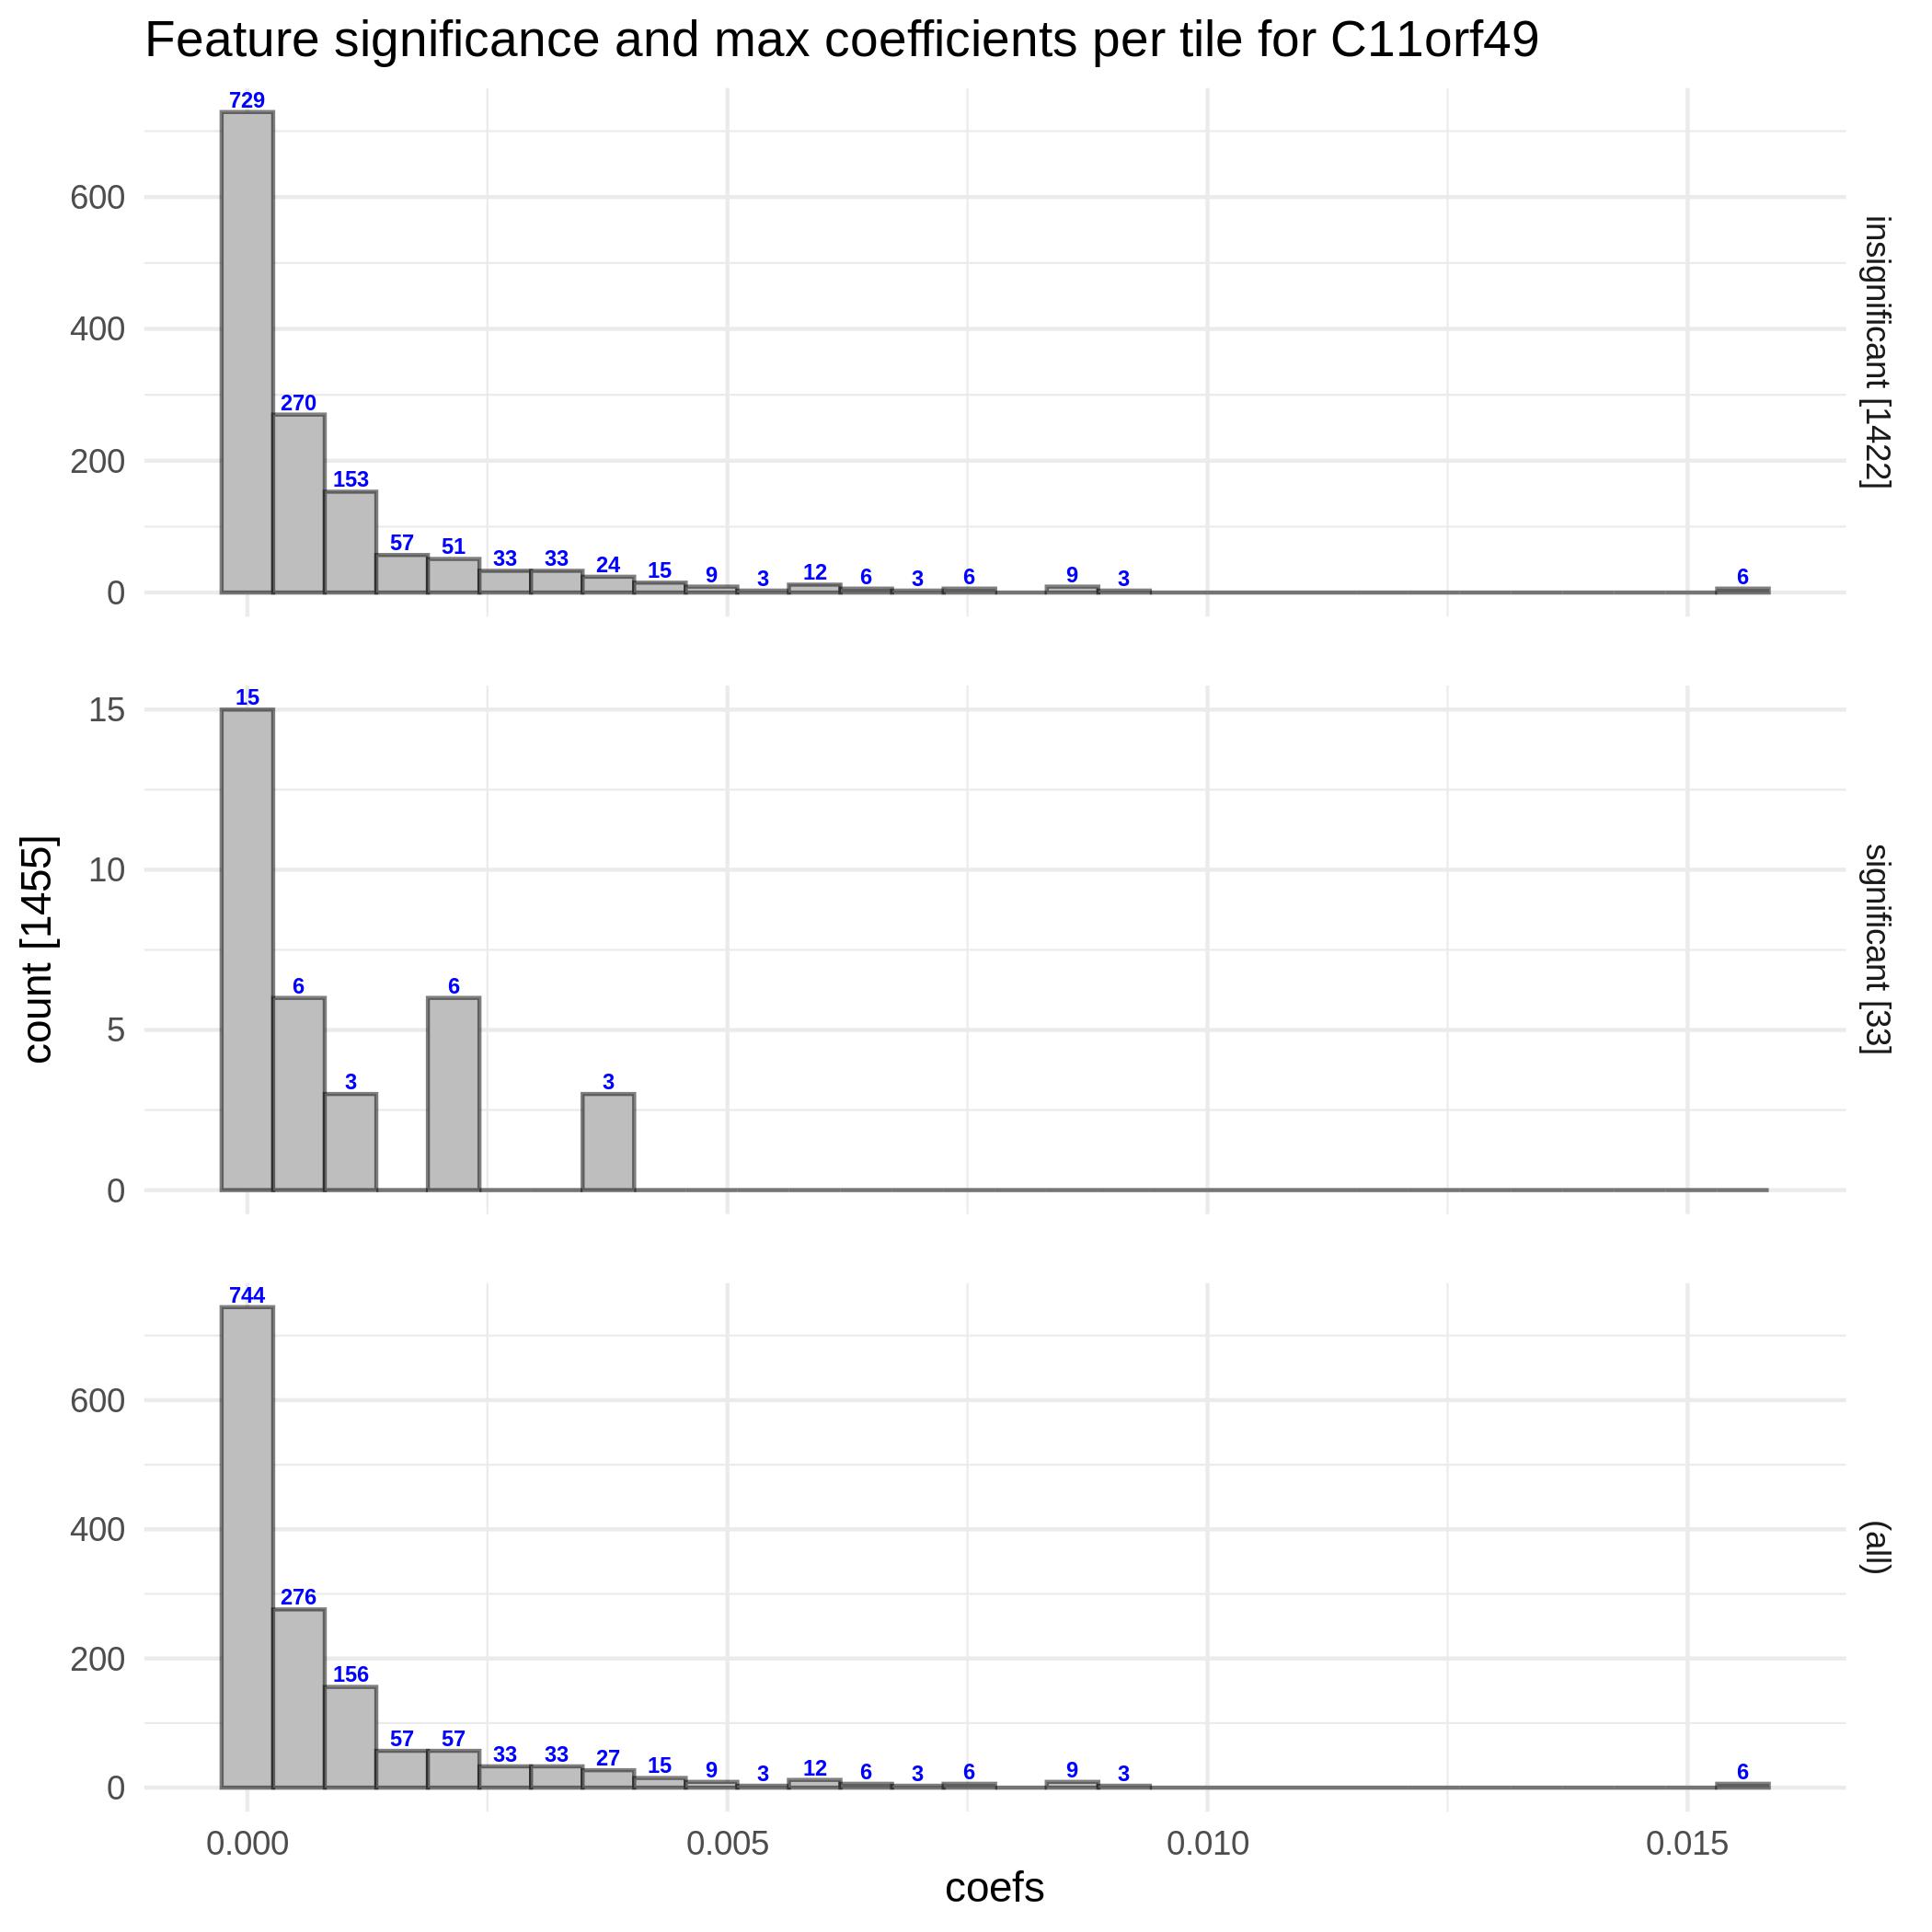 Feature significance and max coefficients per tile for C11orf49
729
270
153
57 51 33 33 24 15 9 3 12 6 3 6 9 3 6
600
400
200
0
insignificant [1422]
15
6
3
6
3
15
10
5
0
significant [33]
count [1455]
744
276
156
57 57 33 33 27 15 9 3 12 6 3 6 9 3 6
600
400
200
0
(all)
0.000 0.005 0.010 0.015
coefs